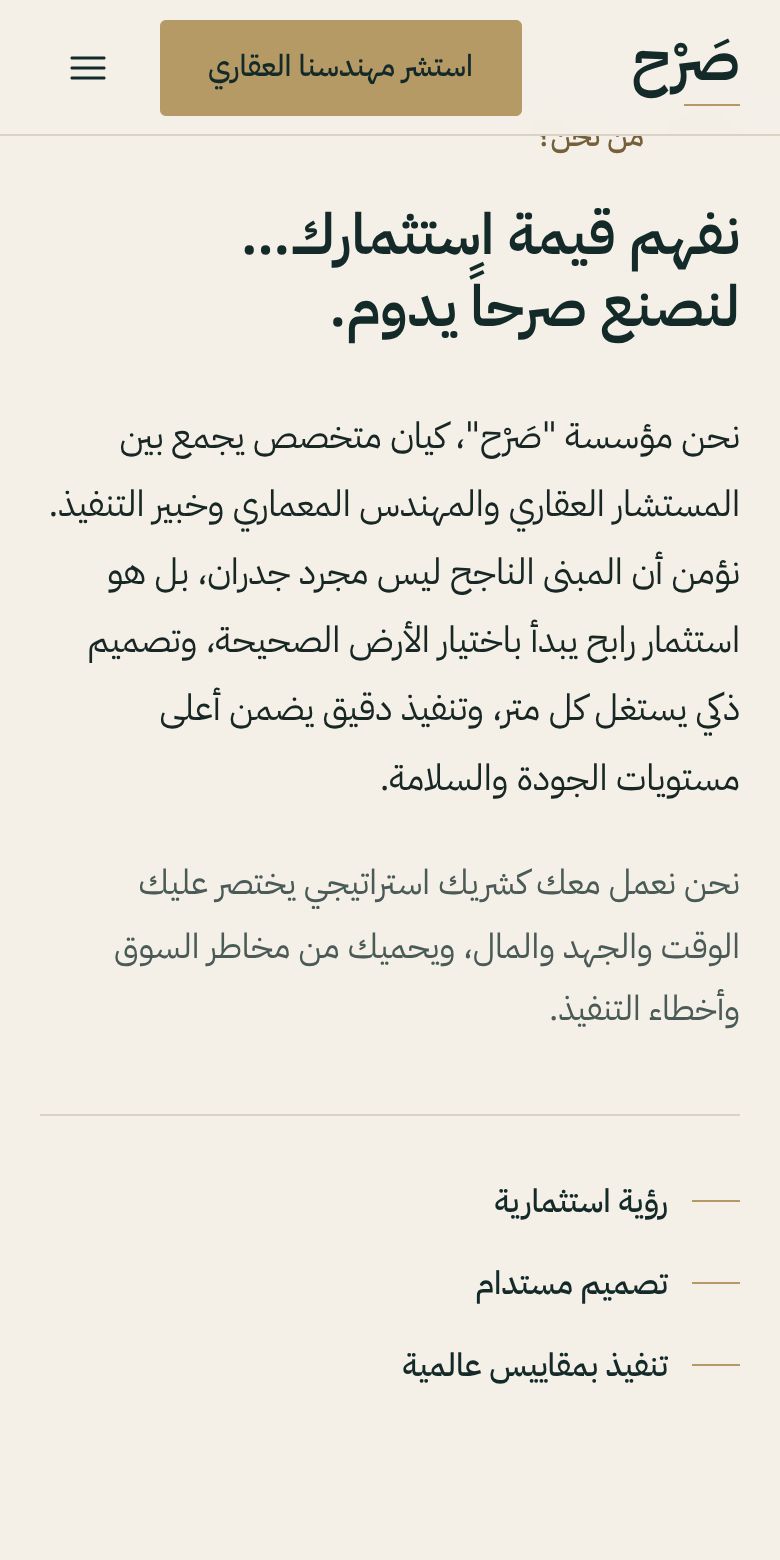 صَرْح
استشر مهندسنا العقاري
من نحن؟
نفهم قيمة استثمارك...
لنصنع صرحاً يدوم.
نحن مؤسسة "صَرْح"، كيان متخصص يجمع بين
المستشار العقاري والمهندس المعماري وخبير التنفيذ.
نؤمن أن المبنى الناجح ليس مجرد جدران، بل هو
استثمار رابح يبدأ باختيار الأرض الصحيحة، وتصميم
ذكي يستغل كل متر، وتنفيذ دقيق يضمن أعلى
مستويات الجودة والسلامة.
نحن نعمل معك كشريك استراتيجي يختصر عليك
الوقت والجهد والمال، ويحميك من مخاطر السوق
وأخطاء التنفيذ.
رؤية استثمارية
تصميم مستدام
تنفيذ بمقاييس عالمية